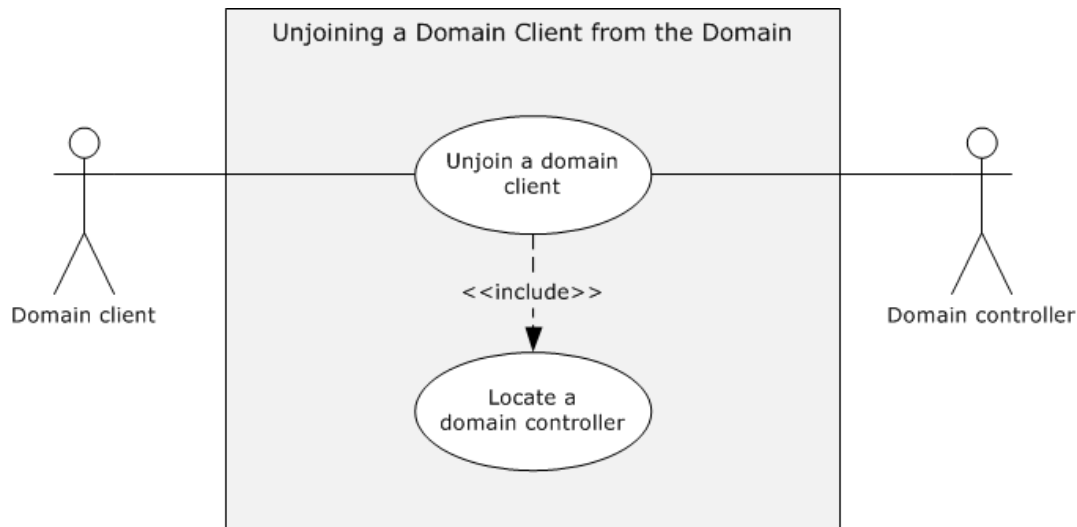 Unjoining a Domain Client from the Domain
Unjoin a domain
client
<<include>>
Domain client
Domain controller
Locate a
domain controller